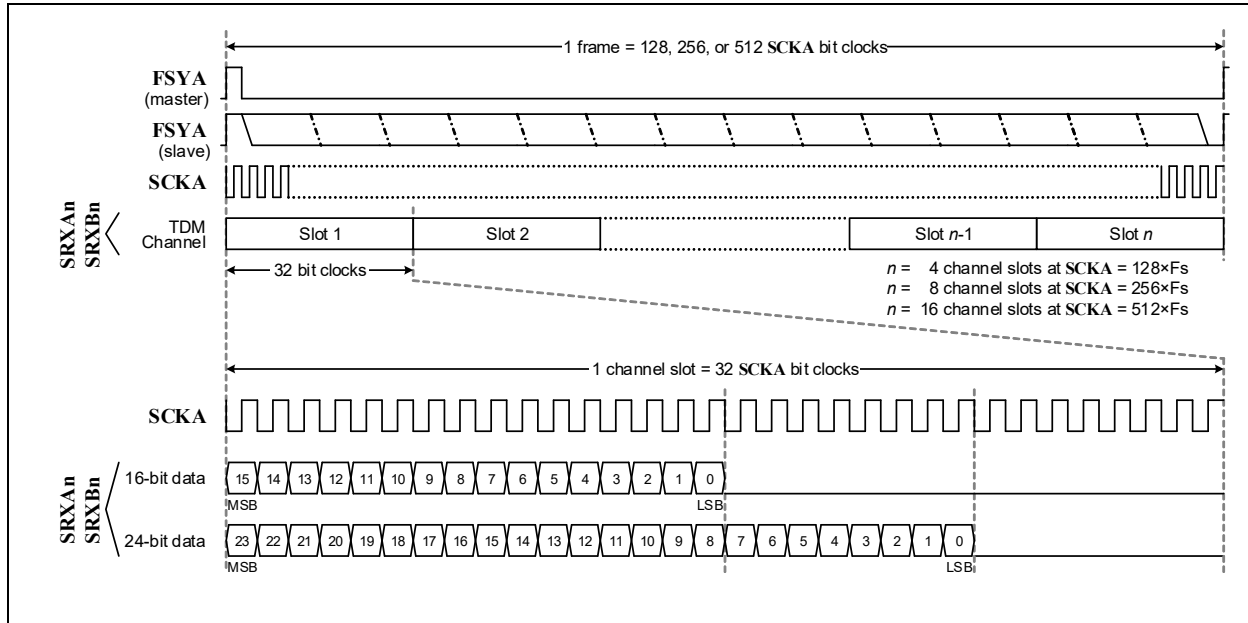 1 frame = 128, 256, or 512 SCKA bit clocks
FSYA
(master)
FSYA
(slave)
SCKA
SRXAn
SRXBn
TDM
Channel
Slot 1
Slot 2
Slot n-1
Slot n
32 bit clocks
n = 4 channel slots at SCKA = 128×Fs
n = 8 channel slots at SCKA = 256×Fs
n = 16 channel slots at SCKA = 512×Fs
1 channel slot = 32 SCKA bit clocks
SCKA
SRXAn
SRXBn
16-bit data
15 14 13 12 11 10 9 8 7 6 5 4 3 2 1 0
MSB LSB
24-bit data
23 22 21 20 19 18 17 16 15 14 13 12 11 10 9 8 7 6 5 4 3 2 1 0
MSB LSB